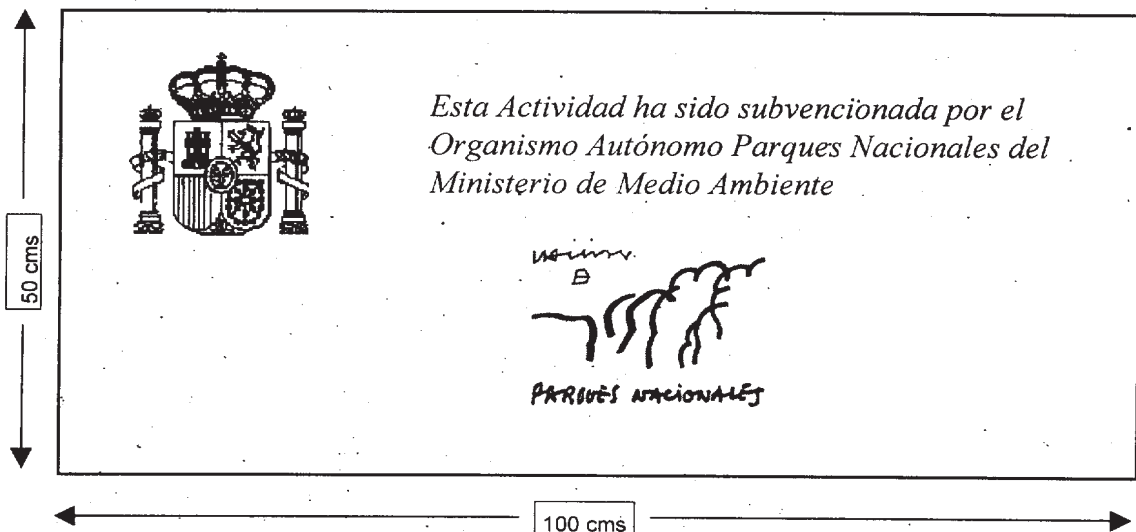 Esta Actividad ha sido subvencionada por el
Organismo Autónomo Parques Nacionales del
Ministerio de Medio Ambiente
50 cms
PARQUES NACIONALES
100 cms